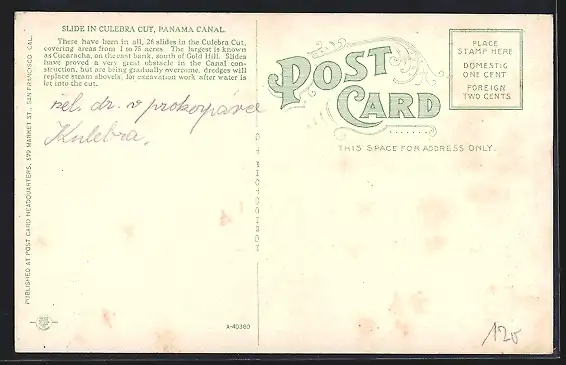 SLIDE IN CULEBRA CUT, PANAMA CANAL.
There have been in all, 26 slides in the Culebra Cut,
covering areas from 1 to 75 acres. The largest is known
as Cucaracha, on the east bank, south of Gold Hill. Slides
have proved a very great obstacle in the Canal con-
struction, but are being gradually overcome, dredges will
replace steam shovels, for excavation work after water is
let into the cut.
žel. dr. v prokopávce
Kulebra.
PUBLISHED AT POST CARD HEADQUARTERS, 599 MARKET ST., SAN FRANCISCO CAL.
A-40380
POST
CARD
THIS SPACE FOR ADDRESS ONLY.
PLACE
STAMP HERE
DOMESTIC
ONE CENT
FOREIGN
TWO CENTS
120